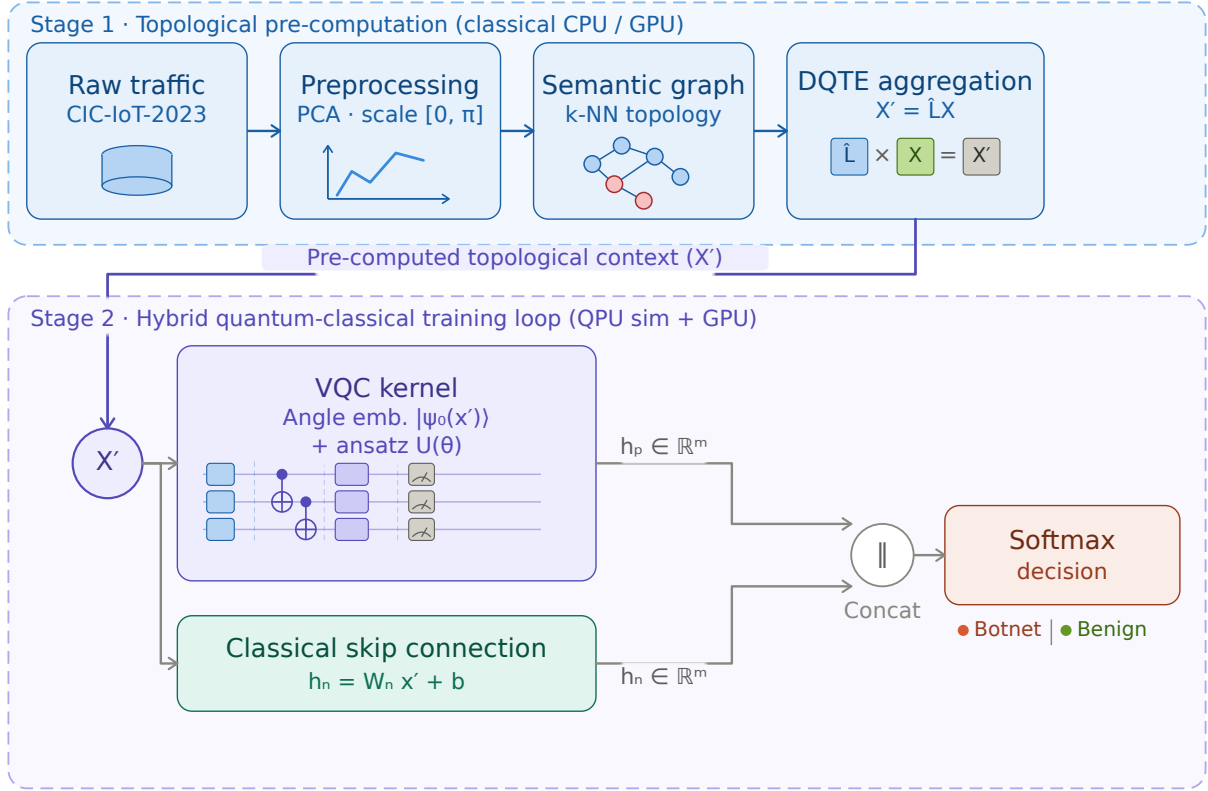 Stage 1 · Topological pre-computation (classical CPU / GPU)
Raw traffic
CIC-IoT-2023
Preprocessing
PCA · scale [0, π]
Semantic graph
k-NN topology
DQTE aggregation
X′ = L̂X
L̂ × X = X′
Pre-computed topological context (X′)
Stage 2 · Hybrid quantum-classical training loop (QPU sim + GPU)
X′
VQC kernel
Angle emb. |ψ₀(x′)⟩
+ ansatz U(θ)
hₚ ∈ ℝᵐ
Classical skip connection
hₙ = Wₙ x′ + b
hₙ ∈ ℝᵐ
‖
Concat
Softmax
decision
Botnet | Benign